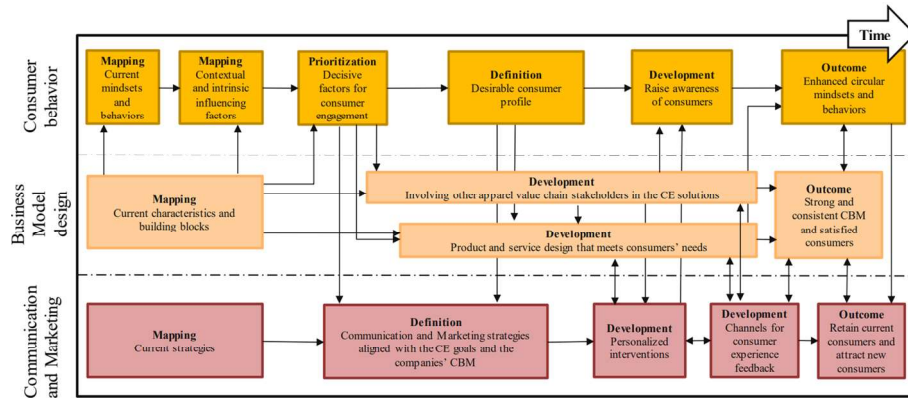 Time
Consumer
behavior
Mapping
Current
mindsets and
behaviors
Mapping
Contextual
and intrinsic
influencing
factors
Prioritization
Decisive
factors for
consumer
engagement
Definition
Desirable consumer
profile
Development
Raise awareness
of consumers
Outcome
Enhanced circular
mindsets and
behaviors
Business
Model
design
Mapping
Current characteristics and
building blocks
Development
Involving other apparel value chain stakeholders in the CE solutions
Development
Product and service design that meets consumers' needs
Outcome
Strong and
consistent CBM
and satisfied
consumers
Communication
and Marketing
Mapping
Current strategies
Definition
Communication and Marketing strategies
aligned with the CE goals and the
companies' CBM
Development
Personalized
interventions
Development
Channels for
consumer
experience
feedback
Outcome
Retain current
consumers and
attract new
consumers